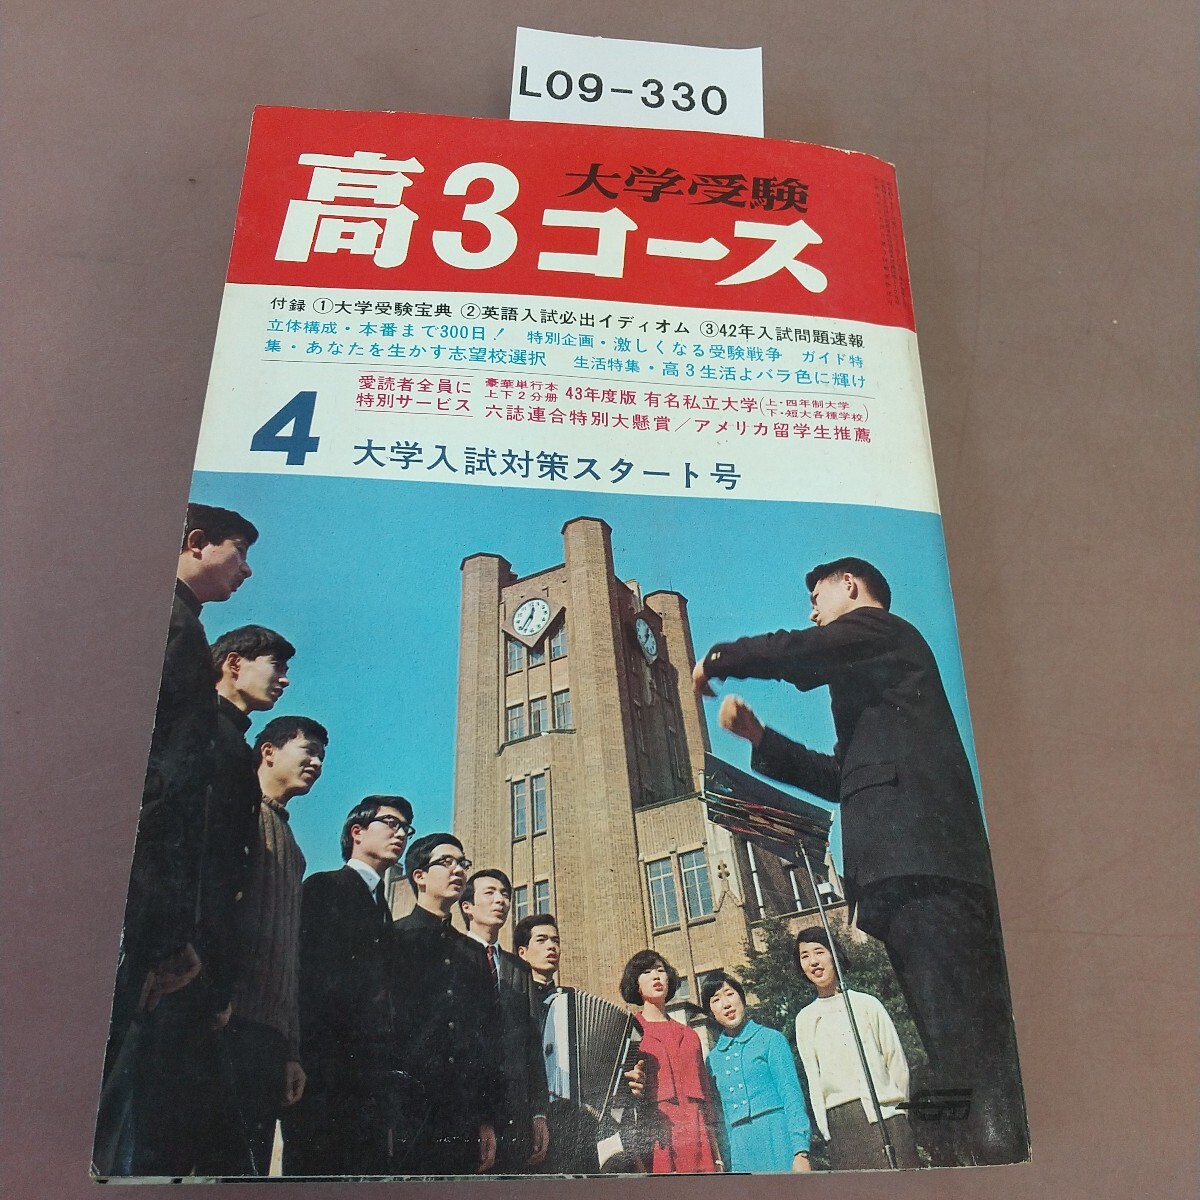 L09-330
大学受験
高3コース
付録 ①大学受験宝典 ②英語入試必出イディオム ③42年入試問題速報
立体構成・本番まで300日! 特別企画・激しくなる受験戦争 ガイド特
集・あなたを生かす志望校選択 生活特集・高3生活よバラ色に輝け
愛読者全員に
特別サービス
豪華単行本
上下2分册
43年度版 有名私立大学
(上・四年制大学
下・短大各種学校)
六誌連合特別大懸賞/アメリカ留学生推薦
4
大学入試対策スタート号